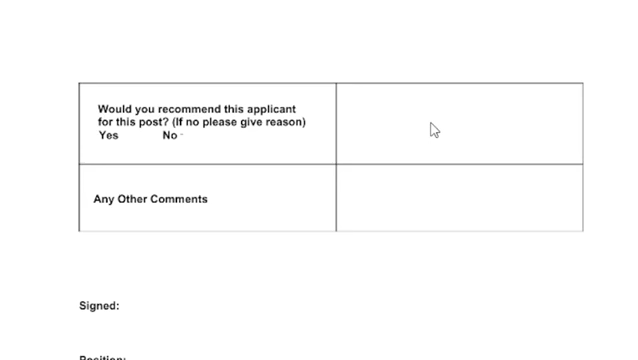 Would you recommend this applicant
for this post? (If no please give reason)
Yes No
Any Other Comments
Signed:
Position: